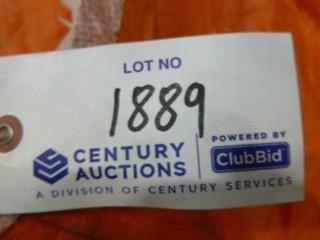 LOT NO
1889
CENTURY AUCTIONS
POWERED BY
ClubBid
A DIVISION OF CENTURY SERVICES